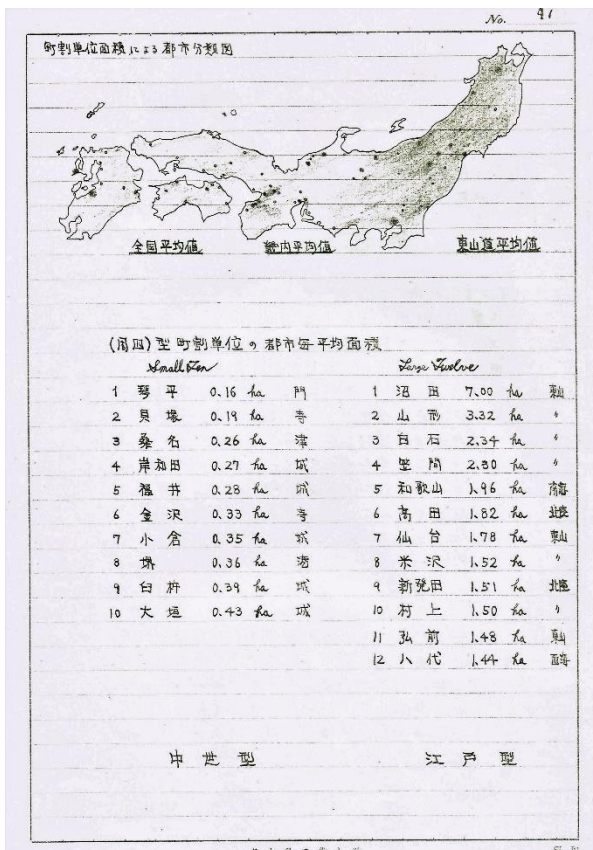 No. 47
町割単位面積による都市分類図
全国平均値 畿内平均値 東山道平均値
型町割単位の都市毎平均面積
Small Ten
1 琴平 0.16 ha 門
2 貝塚 0.19 ha 寺
3 桑名 0.26 ha 湊
4 岸和田 0.27 ha 城
5 福井 0.28 ha 城
6 金沢 0.33 ha 寺
7 小倉 0.35 ha 城
8 堺 0.36 ha 港
9 臼杵 0.39 ha 城
10 大垣 0.43 ha 城
Large Twelve
1 沼田 7.00 ha 東山
2 山形 3.32 ha 〃
3 白石 2.34 ha 〃
4 笠間 2.30 ha 〃
5 和歌山 1.96 ha 南海
6 高田 1.82 ha 北陸
7 仙台 1.78 ha 東山
8 米沢 1.52 ha 〃
9 新発田 1.51 ha 北陸
10 村上 1.50 ha 〃
11 弘前 1.48 ha 東山
12 八代 1.44 ha 西海
中世型 江戸型